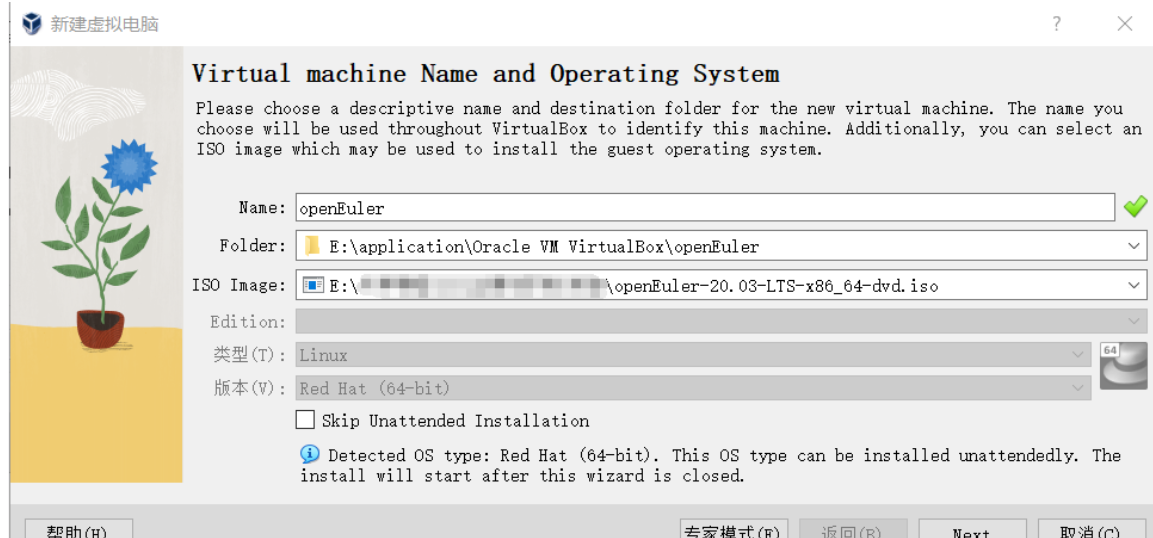 新建虚拟电脑
?
Virtual machine Name and Operating System
Please choose a descriptive name and destination folder for the new virtual machine. The name you
choose will be used throughout VirtualBox to identify this machine. Additionally, you can select an
ISO image which may be used to install the guest operating system.
Name: openEuler
Folder: E:\application\Oracle VM VirtualBox\openEuler
ISO Image: E:\ \openEuler-20.03-LTS-x86_64-dvd.iso
Edition:
类型(T): Linux
64
版本(V): Red Hat (64-bit)
Skip Unattended Installation
Detected OS type: Red Hat (64-bit). This OS type can be installed unattendedly. The
install will start after this wizard is closed.
帮助(H) 专家模式(E) 返回(B) Next 取消(C)